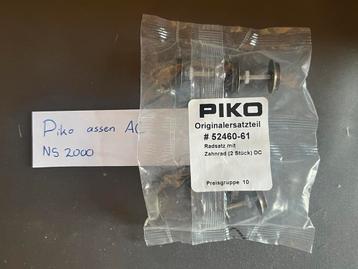 Piko assen AC
NS 2000
PIKO
Originalersatzteil
# 52460-61
Radsatz mit
Zahnrad (2 Stück) DC
Preisgruppe 10